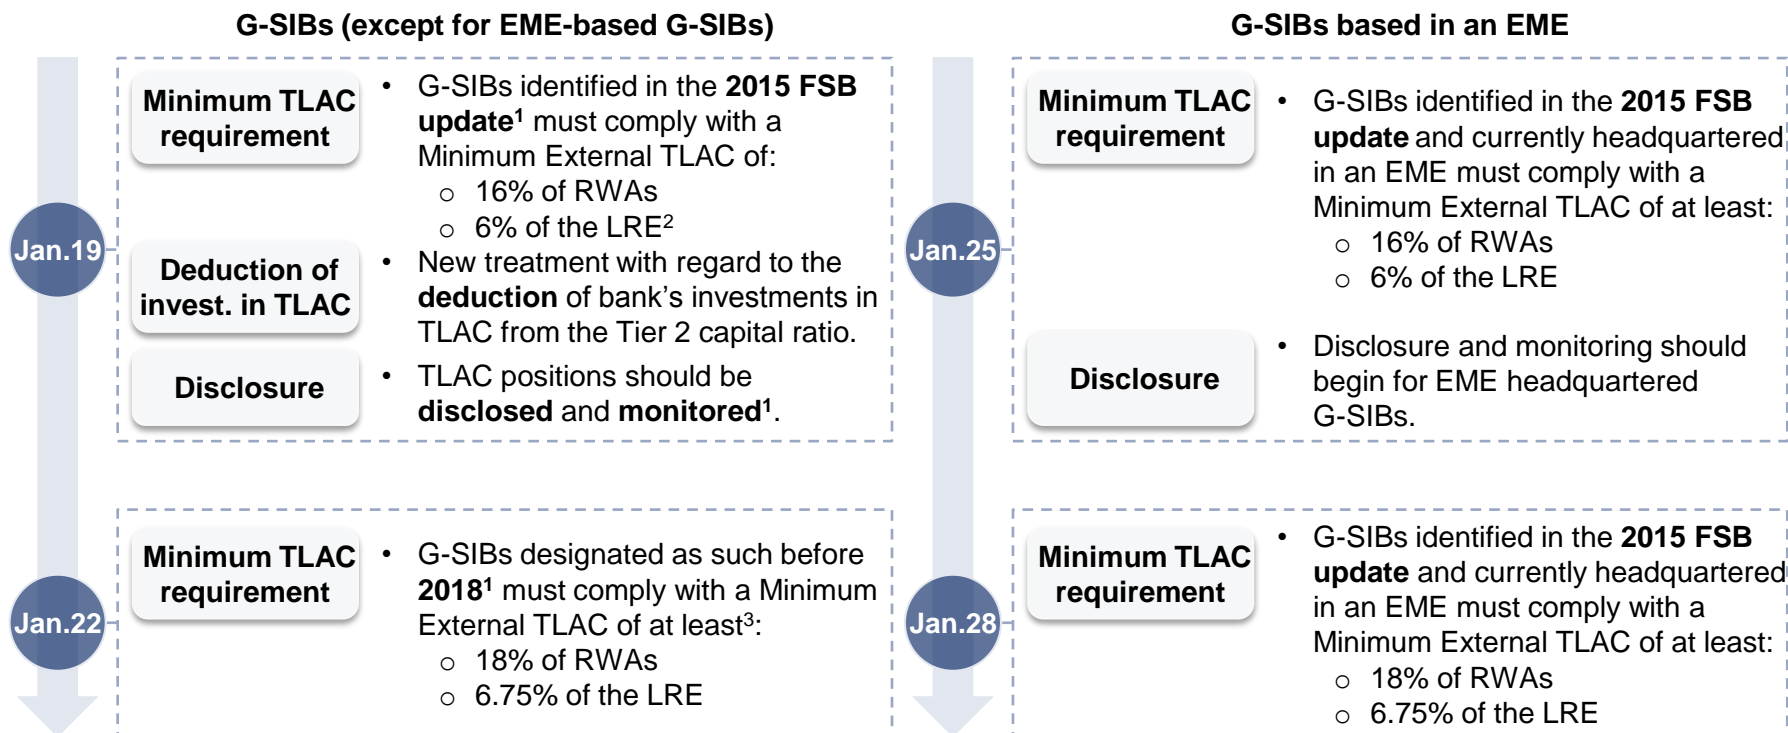 G-SIBs (except for EME-based G-SIBs)
Jan.19
Minimum TLAC
requirement
• G-SIBs identified in the 2015 FSB
update¹ must comply with a
Minimum External TLAC of:
o 16% of RWAs
o 6% of the LRE²
Deduction of
invest. in TLAC
• New treatment with regard to the
deduction of bank's investments in
TLAC from the Tier 2 capital ratio.
Disclosure
• TLAC positions should be
disclosed and monitored¹.
Jan.22
Minimum TLAC
requirement
• G-SIBs designated as such before
2018¹ must comply with a Minimum
External TLAC of at least³:
o 18% of RWAs
o 6.75% of the LRE
G-SIBs based in an EME
Jan.25
Minimum TLAC
requirement
• G-SIBs identified in the 2015 FSB
update and currently headquartered
in an EME must comply with a
Minimum External TLAC of at least:
o 16% of RWAs
o 6% of the LRE
Disclosure
• Disclosure and monitoring should
begin for EME headquartered
G-SIBs.
Jan.28
Minimum TLAC
requirement
• G-SIBs identified in the 2015 FSB
update and currently headquartered
in an EME must comply with a
Minimum External TLAC of at least:
o 18% of RWAs
o 6.75% of the LRE